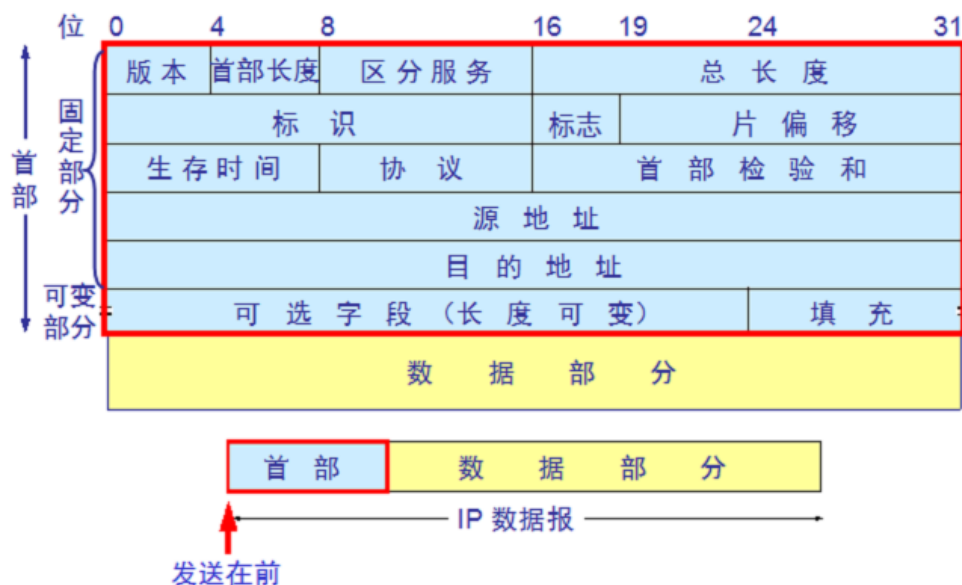 位 0 4 8 16 19 24 31
版本 首部长度 区分服务 总长度
标识 标志 片偏移
生存时间 协议 首部检验和
源地址
目的地址
可选字段（长度可变） 填充
数据部分
首部
固定部分
可变部分
首部 数据部分
IP 数据报
发送在前